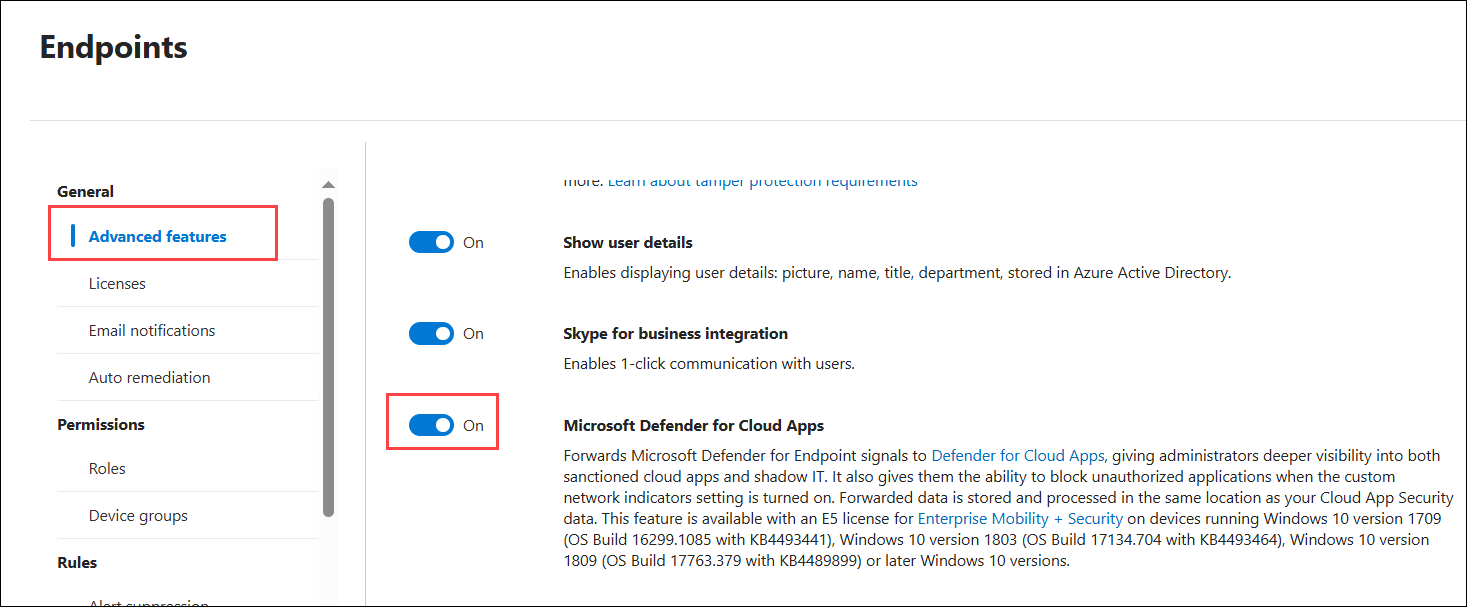 Endpoints
General
Advanced features
Licenses
Email notifications
Auto remediation
Permissions
Roles
Device groups
Rules
Alert suppression
more. Learn about tamper protection requirements
On
Show user details
Enables displaying user details: picture, name, title, department, stored in Azure Active Directory.
On
Skype for business integration
Enables 1-click communication with users.
On
Microsoft Defender for Cloud Apps
Forwards Microsoft Defender for Endpoint signals to Defender for Cloud Apps, giving administrators deeper visibility into both
sanctioned cloud apps and shadow IT. It also gives them the ability to block unauthorized applications when the custom
network indicators setting is turned on. Forwarded data is stored and processed in the same location as your Cloud App Security
data. This feature is available with an E5 license for Enterprise Mobility + Security on devices running Windows 10 version 1709
(OS Build 16299.1085 with KB4493441), Windows 10 version 1803 (OS Build 17134.704 with KB4493464), Windows 10 version
1809 (OS Build 17763.379 with KB4489899) or later Windows 10 versions.